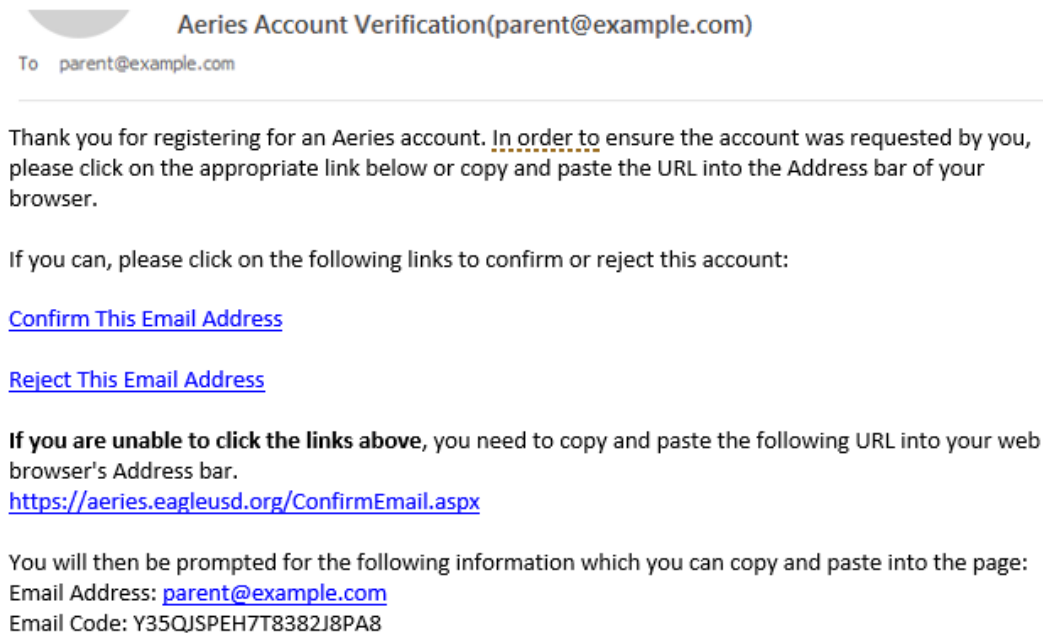 Aeries Account Verification(parent@example.com)
To parent@example.com
Thank you for registering for an Aeries account. In order to ensure the account was requested by you,
please click on the appropriate link below or copy and paste the URL into the Address bar of your
browser.
If you can, please click on the following links to confirm or reject this account:
Confirm This Email Address
Reject This Email Address
If you are unable to click the links above, you need to copy and paste the following URL into your web
browser's Address bar.
https://aeries.eagleusd.org/ConfirmEmail.aspx
You will then be prompted for the following information which you can copy and paste into the page:
Email Address: parent@example.com
Email Code: Y35QJSPEH7T8382J8PA8